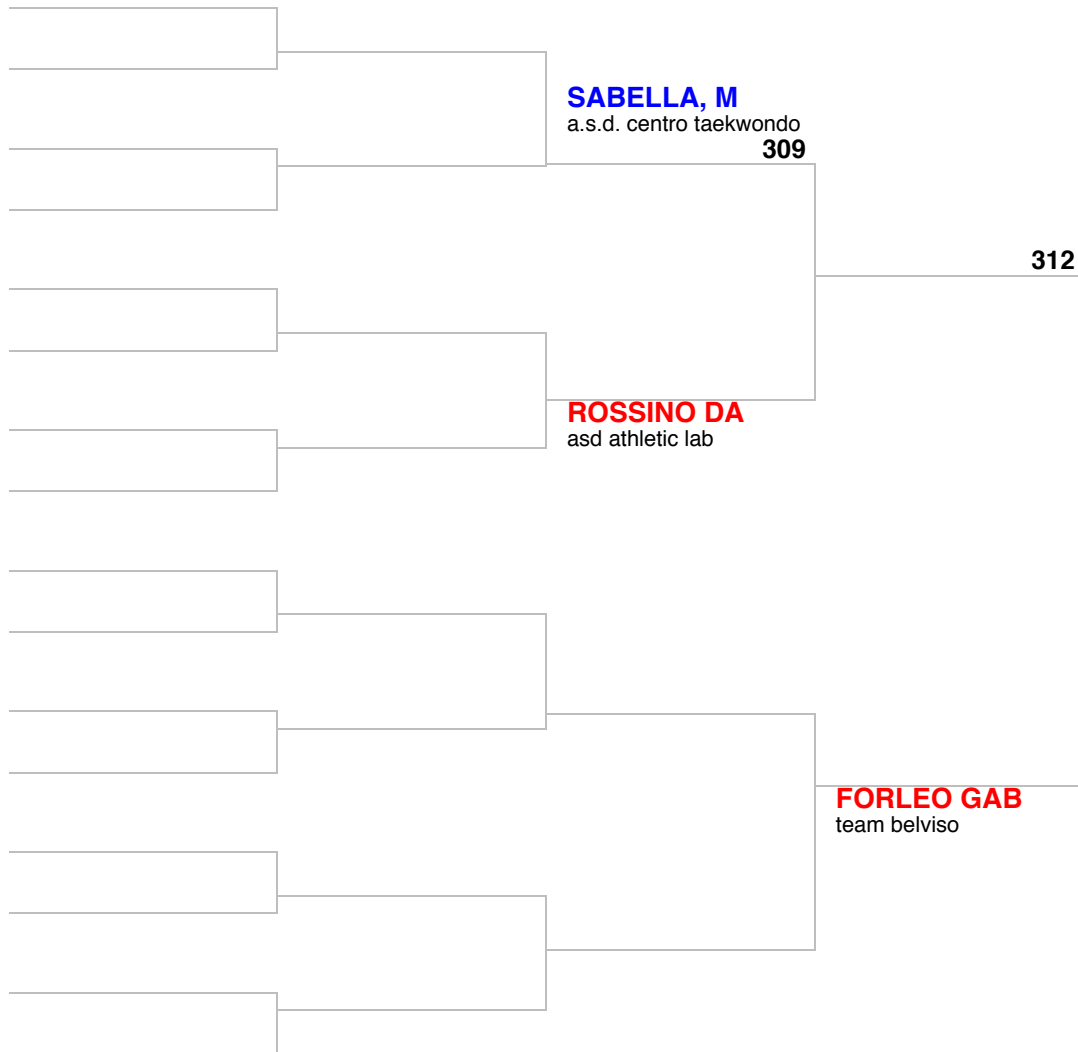 SABELLA, M
a.s.d. centro taekwondo
309
312
ROSSINO DA
asd athletic lab
FORLEO GAB
team belviso